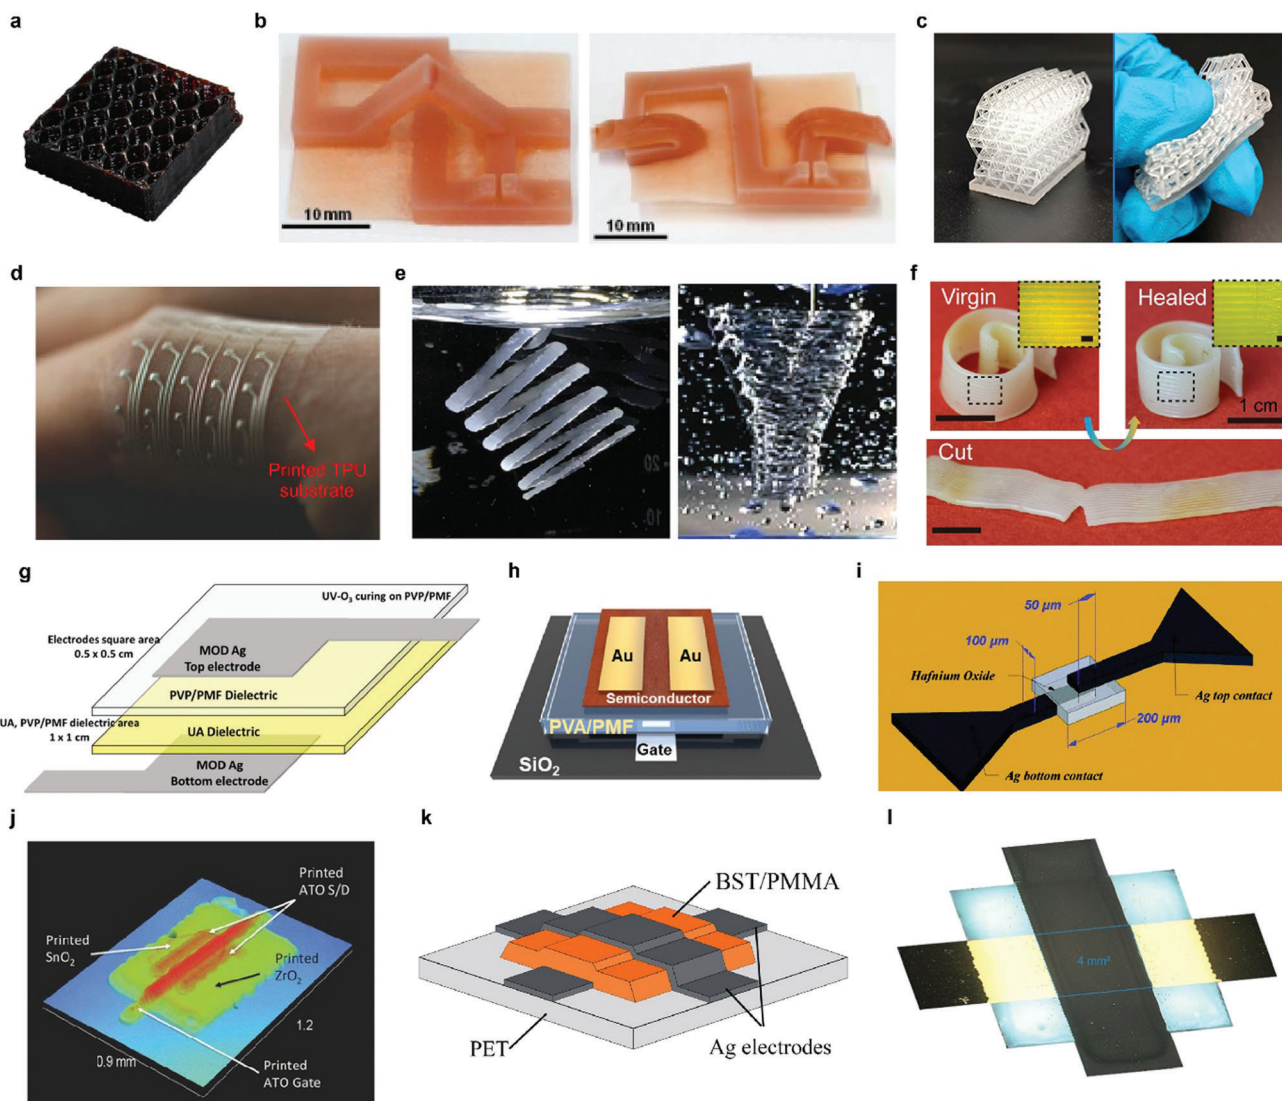 a
b
c
10 mm
10 mm
d
e
f
Printed TPU
substrate
20
10
Virgin
Healed
1 cm
Cut
g
h
i
UV-O₃ curing on PVP/PMF
Electrodes square area
0.5 x 0.5 cm
MOD Ag
Top electrode
PVP/PMF Dielectric
UA, PVP/PMF dielectric area
1 x 1 cm
UA Dielectric
MOD Ag
Bottom electrode
Au
Au
Semiconductor
PVA/PMF
Gate
SiO₂
50 µm
100 µm
Hafnium Oxide
Ag top contact
200 µm
Ag bottom contact
j
k
l
Printed
ATO S/D
Printed
SnO₂
Printed
ZrO₂
1.2
0.9 mm
Printed
ATO Gate
BST/PMMA
PET
Ag electrodes
4 mm²